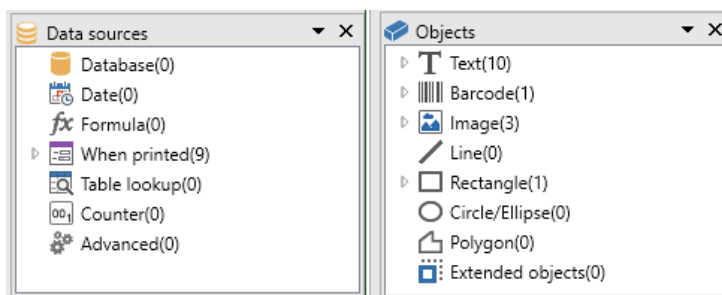 Data sources
Database(0)
Date(0)
Formula(0)
When printed(9)
Table lookup(0)
Counter(0)
Advanced(0)
Objects
Text(10)
Barcode(1)
Image(3)
Line(0)
Rectangle(1)
Circle/Ellipse(0)
Polygon(0)
Extended objects(0)